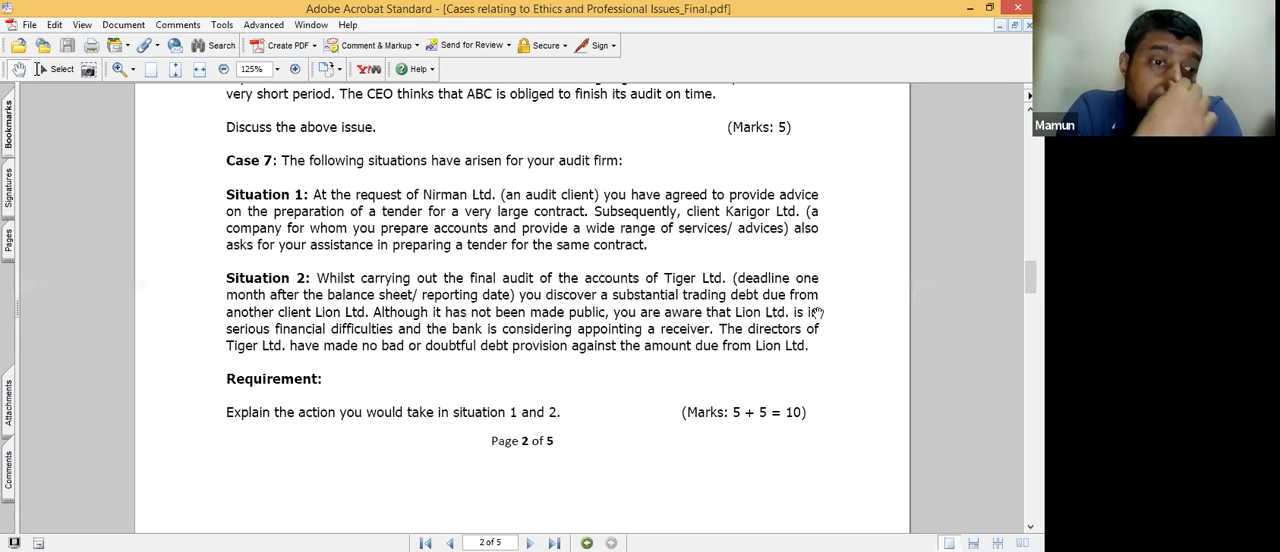 Adobe Acrobat Standard - [Cases relating to Ethics and Professional Issues_Final.pdf]
File Edit View Document Comments Tools Advanced Window Help
Search Create PDF Comment & Markup Send for Review Secure Sign
Select 125% Help
Bookmarks
Signatures
Pages
Attachments
Comments
very short period. The CEO thinks that ABC is obliged to finish its audit on time.
Discuss the above issue. (Marks: 5)
Case 7: The following situations have arisen for your audit firm:
Situation 1: At the request of Nirman Ltd. (an audit client) you have agreed to provide advice
on the preparation of a tender for a very large contract. Subsequently, client Karigor Ltd. (a
company for whom you prepare accounts and provide a wide range of services/ advices) also
asks for your assistance in preparing a tender for the same contract.
Situation 2: Whilst carrying out the final audit of the accounts of Tiger Ltd. (deadline one
month after the balance sheet/ reporting date) you discover a substantial trading debt due from
another client Lion Ltd. Although it has not been made public, you are aware that Lion Ltd. is in
serious financial difficulties and the bank is considering appointing a receiver. The directors of
Tiger Ltd. have made no bad or doubtful debt provision against the amount due from Lion Ltd.
Requirement:
Explain the action you would take in situation 1 and 2. (Marks: 5 + 5 = 10)
Page 2 of 5
2 of 5
Mamun